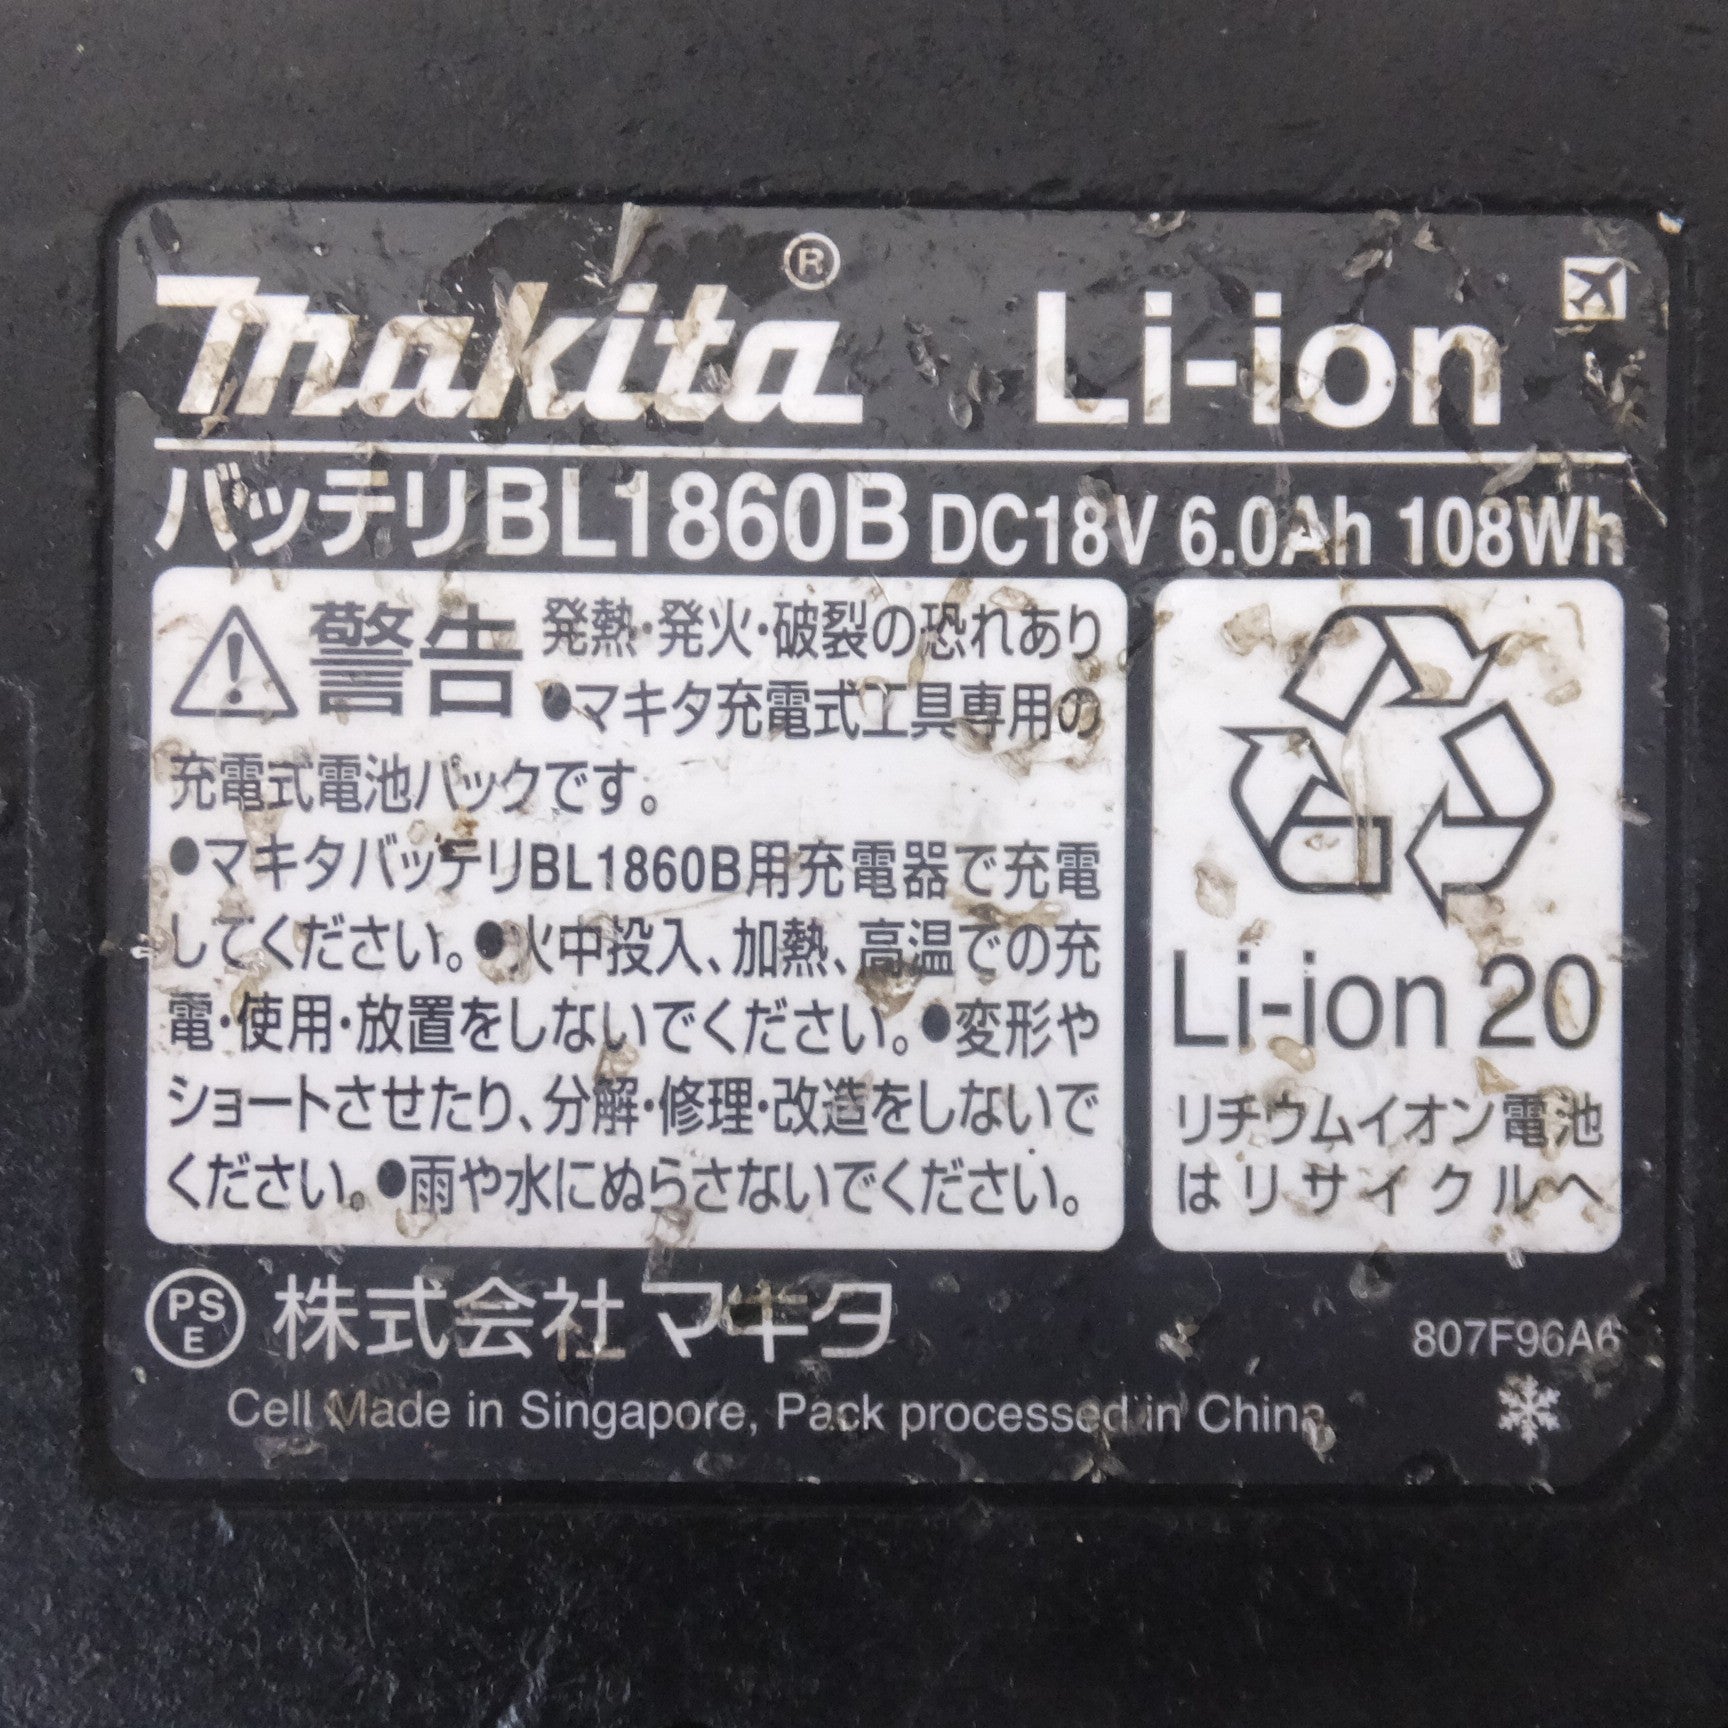 makita® Li-ion
バッテリBL1860B DC18V 6.0Ah 108Wh
警告 発熱・発火・破裂の恐れあり
●マキタ充電式工具専用の
充電式電池パックです。
●マキタバッテリBL1860B用充電器で充電
してください。●火中投入、加熱、高温での充
電・使用・放置をしないでください。●変形や
ショートさせたり、分解・修理・改造をしないで
ください。●雨や水にぬらさないでください。
Li-ion 20
リチウムイオン電池
はリサイクルへ
PS
E
株式会社マキタ
807F96A6
Cell Made in Singapore, Pack processed in China